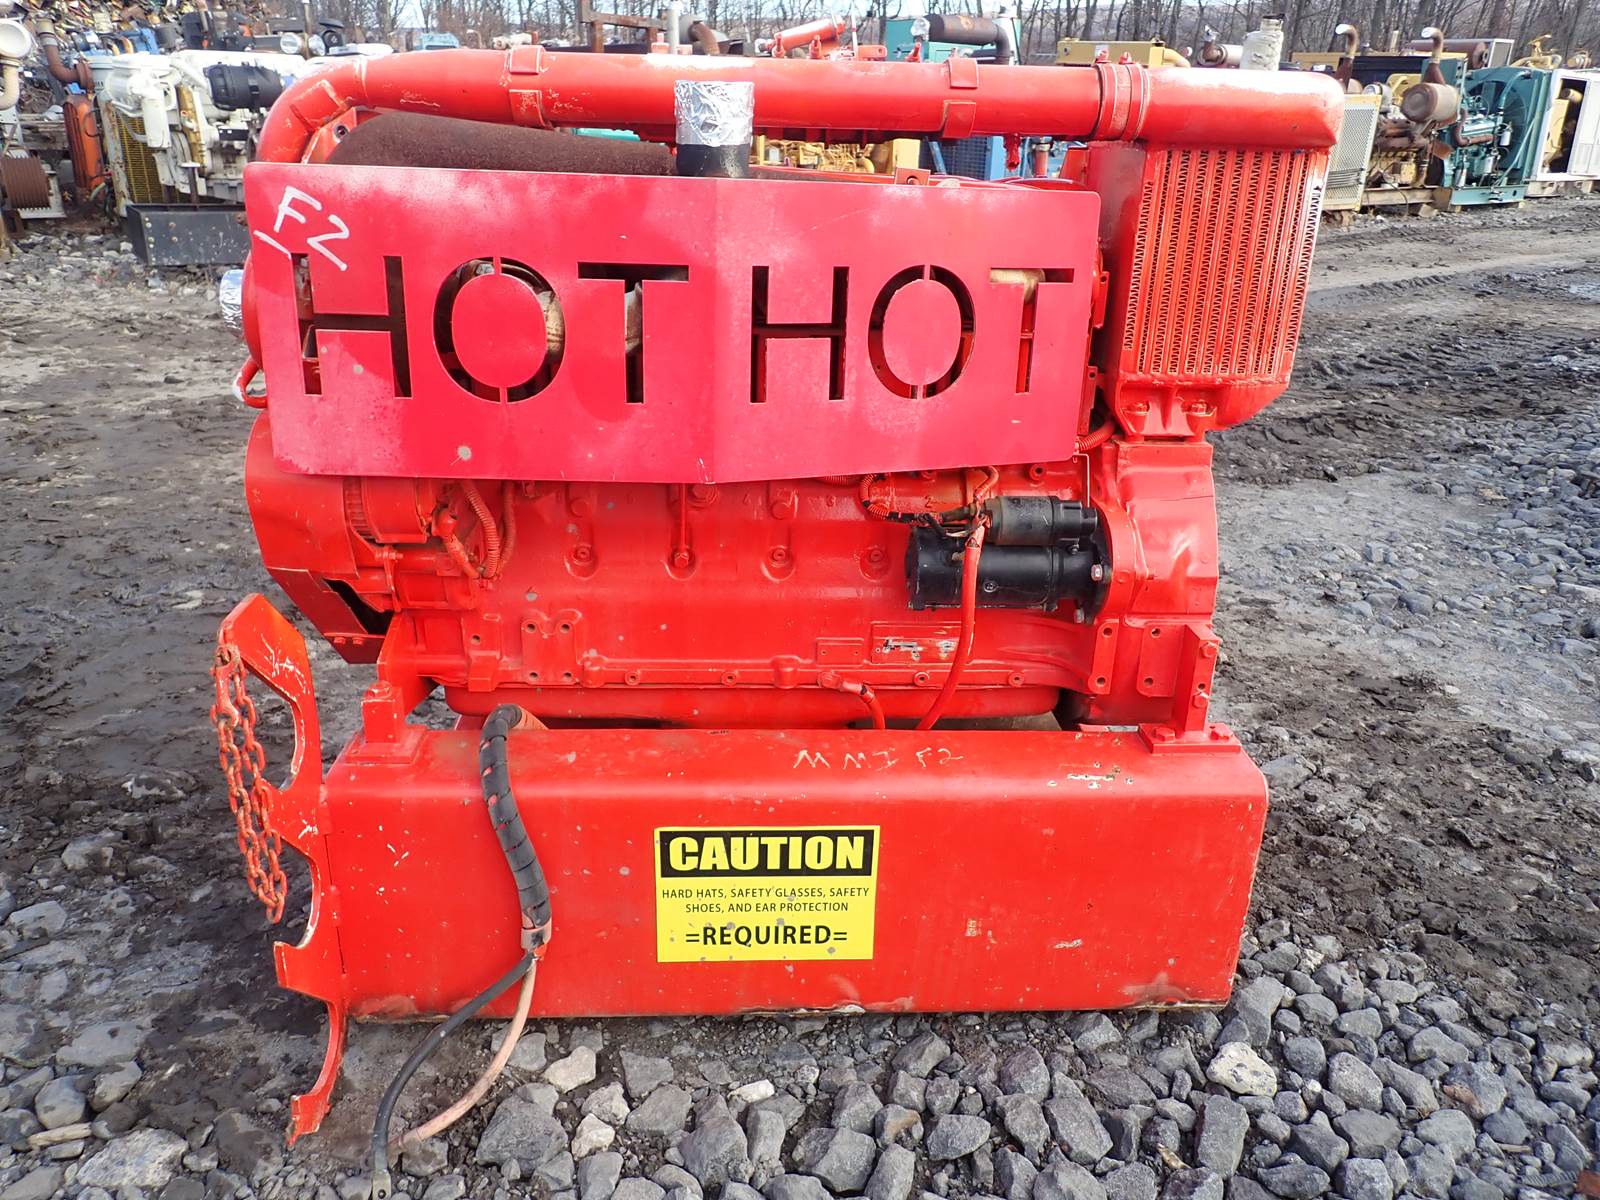 F2
HOT HOT
MMI F2
CAUTION
HARD HATS, SAFETY GLASSES, SAFETY
SHOES, AND EAR PROTECTION
=REQUIRED=